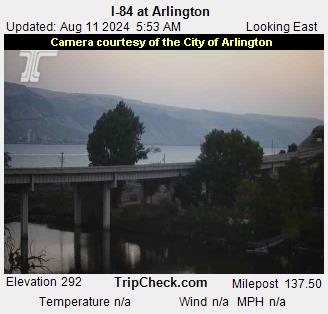 I-84 at Arlington
Updated: Aug 11 2024 5:53 AM Looking East
Camera courtesy of the City of Arlington
Elevation 292 TripCheck.com Milepost 137.50
Temperature n/a Wind n/a MPH n/a